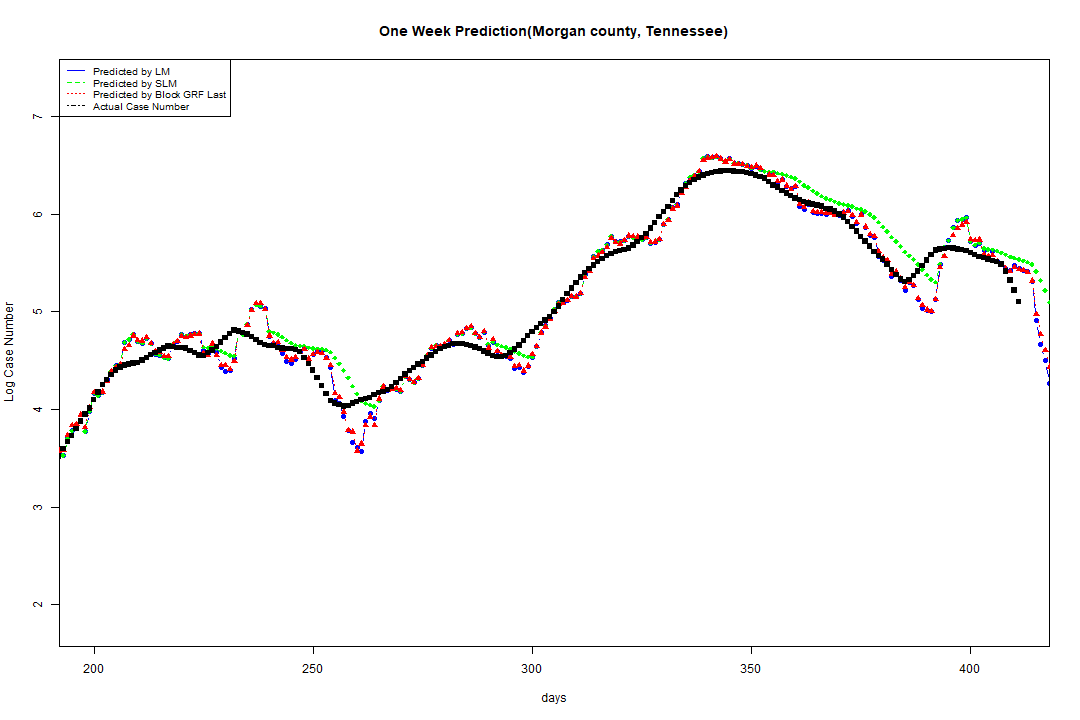 One Week Prediction(Morgan county, Tennessee)
Predicted by LM
Predicted by SLM
Predicted by Block GRF Last
Actual Case Number
7
6
5
4
3
2
Log Case Number
200
250
300
350
400
days